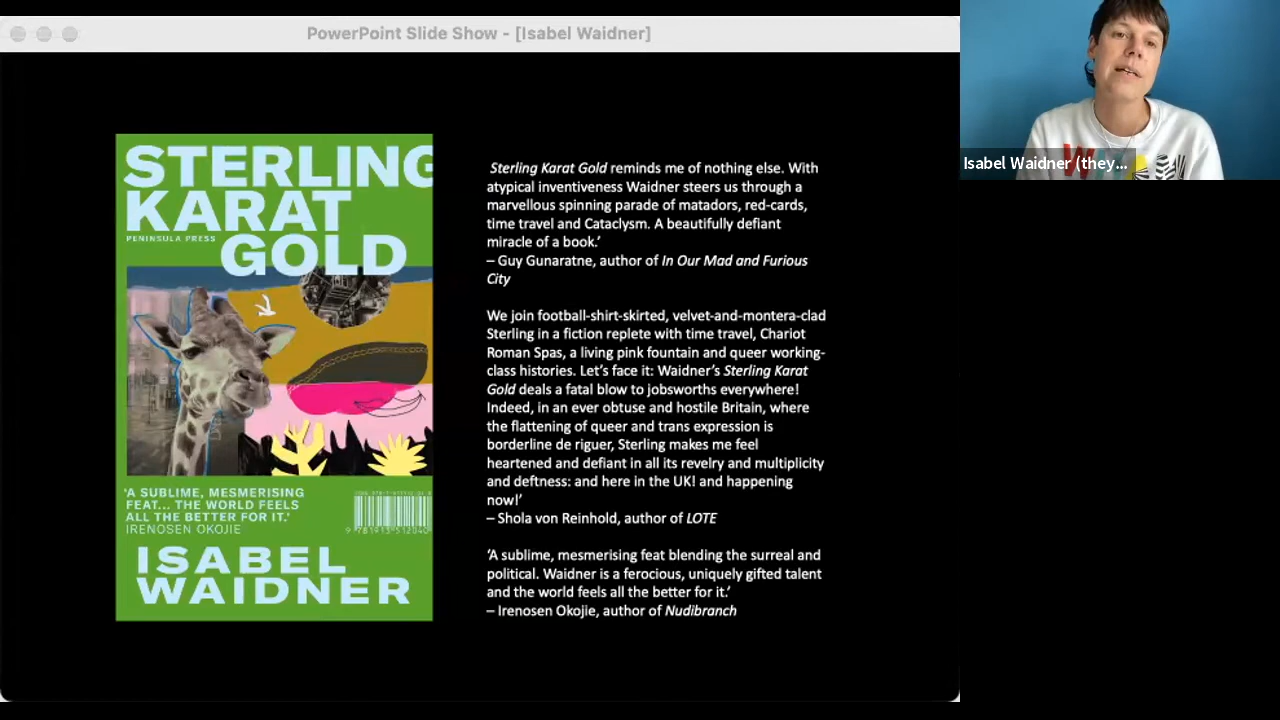 PowerPoint Slide Show - [Isabel Waidner]
STERLING
KARAT
PENINSULA PRESS
GOLD
'A SUBLIME, MESMERISING
FEAT... THE WORLD FEELS
ALL THE BETTER FOR IT.'
IRENOSEN OKOJIE
9 781913 512040
ISABEL
WAIDNER
Sterling Karat Gold reminds me of nothing else. With
atypical inventiveness Waidner steers us through a
marvellous spinning parade of matadors, red-cards,
time travel and Cataclysm. A beautifully defiant
miracle of a book.’
– Guy Gunaratne, author of In Our Mad and Furious
City
We join football-shirt-skirted, velvet-and-montera-clad
Sterling in a fiction replete with time travel, Chariot
Roman Spas, a living pink fountain and queer working-
class histories. Let’s face it: Waidner’s Sterling Karat
Gold deals a fatal blow to jobsworths everywhere!
Indeed, in an ever obtuse and hostile Britain, where
the flattening of queer and trans expression is
borderline de riguer, Sterling makes me feel
heartened and defiant in all its revelry and multiplicity
and deftness: and here in the UK! and happening
now!’
– Shola von Reinhold, author of LOTE
‘A sublime, mesmerising feat blending the surreal and
political. Waidner is a ferocious, uniquely gifted talent
and the world feels all the better for it.’
– Irenosen Okojie, author of Nudibranch
Isabel Waidner (they...